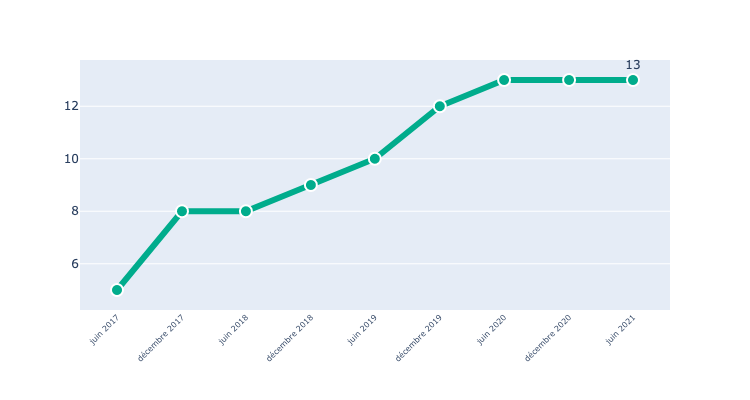 13
12
10
8
6
juin 2017
décembre 2017
juin 2018
décembre 2018
juin 2019
décembre 2019
juin 2020
décembre 2020
juin 2021